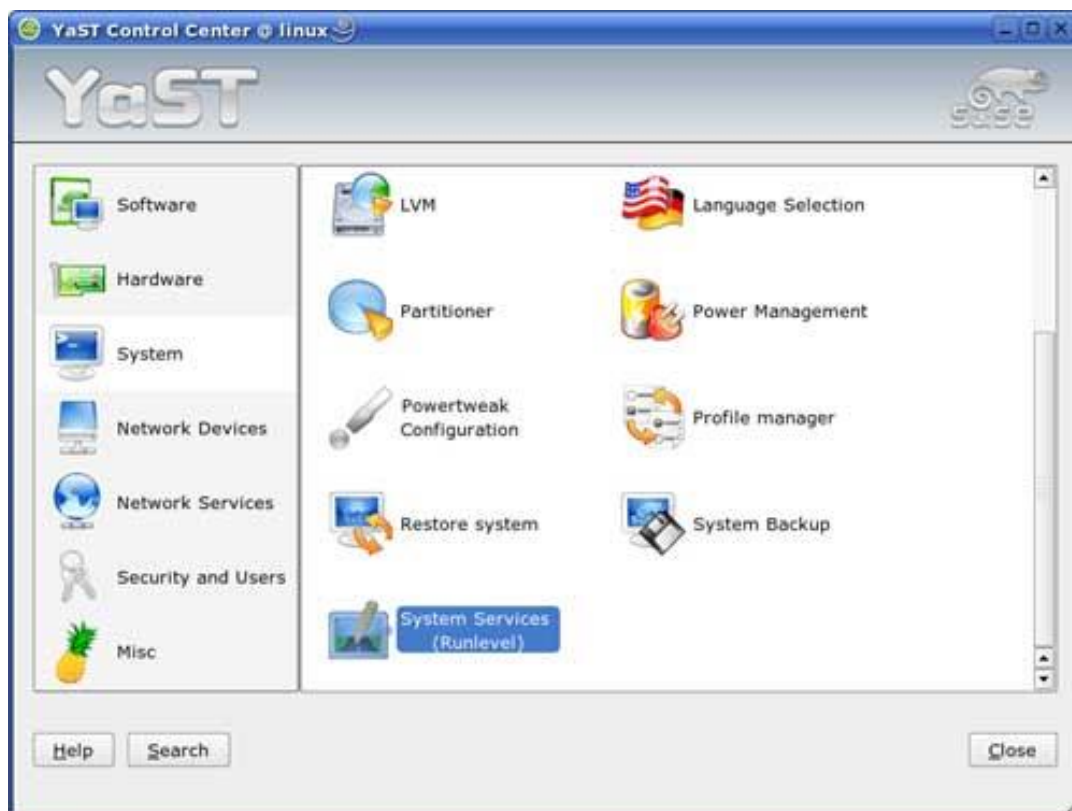 YaST Control Center @ linux
YaST
SUSE
Software
Hardware
System
Network Devices
Network Services
Security and Users
Misc
LVM
Language Selection
Partitioner
Power Management
Powertweak
Configuration
Profile manager
Restore system
System Backup
System Services
(Runlevel)
Help
Search
Close